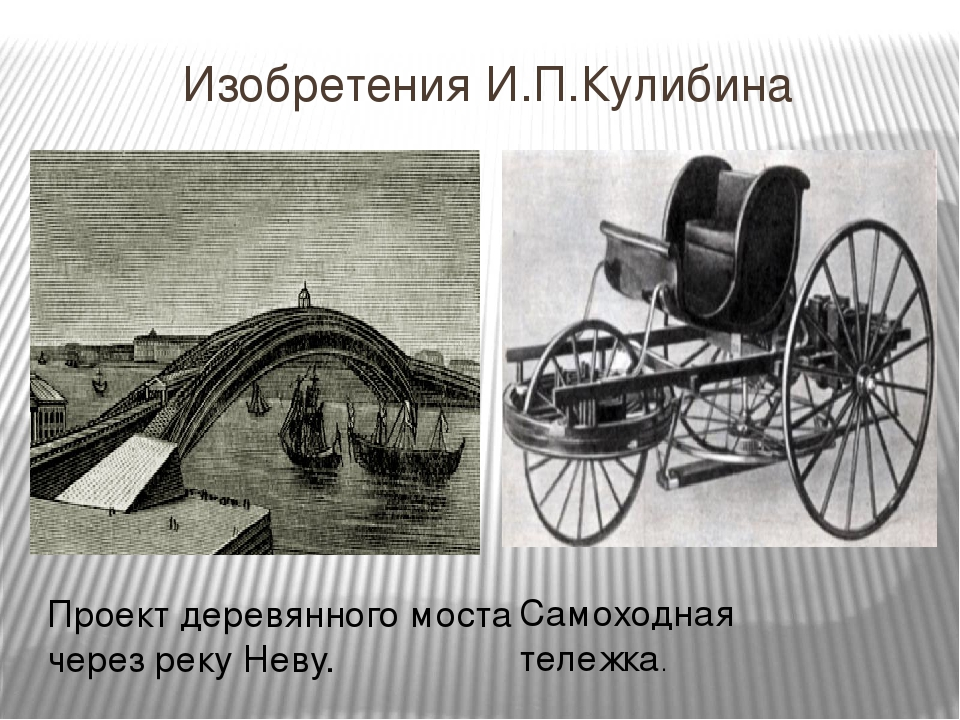 Изобретения И.П.Кулибина
Проект деревянного моста
через реку Неву.
Самоходная
тележка.